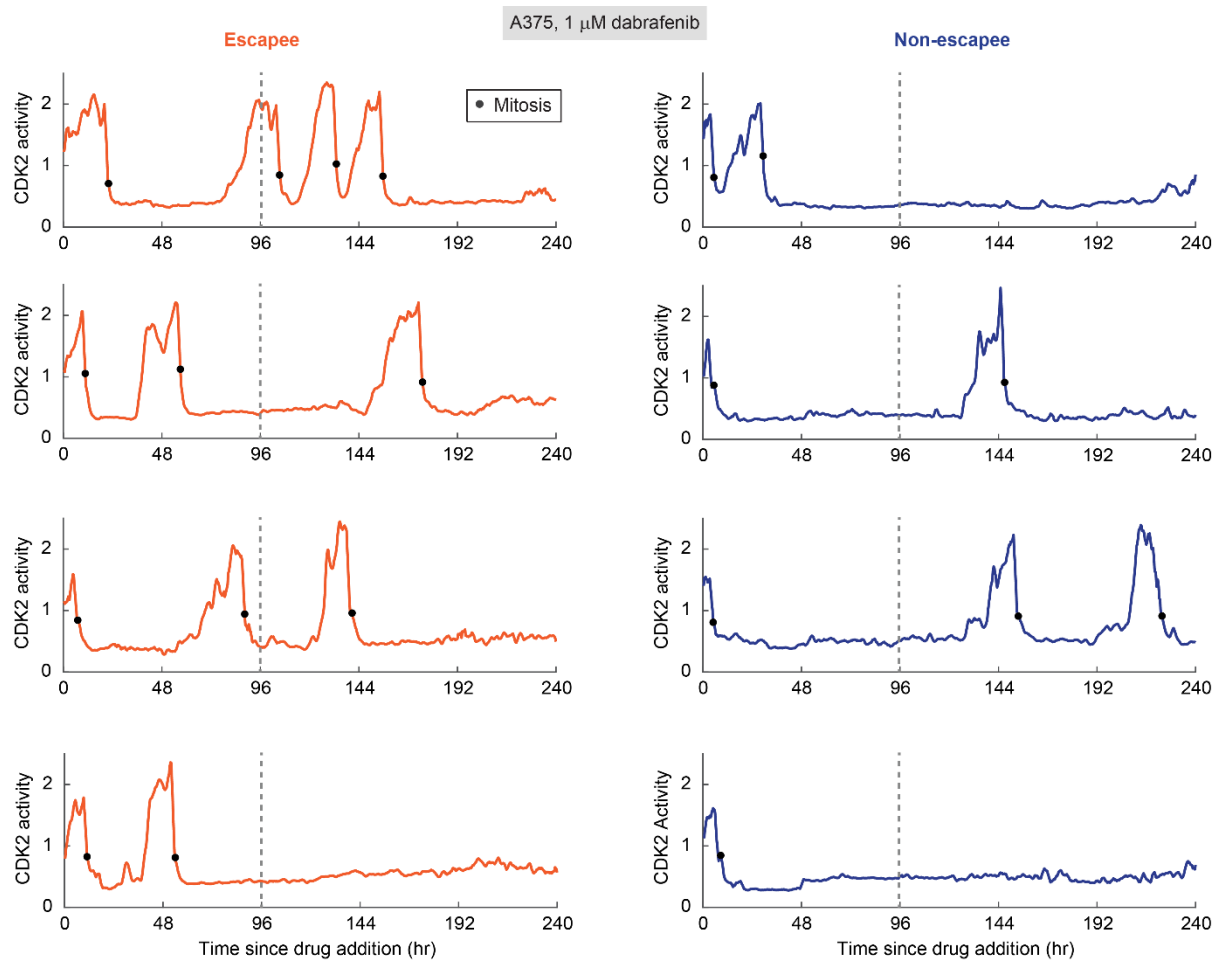 A375, 1 μM dabrafenib
Escapee
Non-escapee
CDK2 activity
2
1
0
0 48 96 144 192 240
Mitosis
CDK2 activity
2
1
0
0 48 96 144 192 240
CDK2 activity
2
1
0
0 48 96 144 192 240
CDK2 activity
2
1
0
0 48 96 144 192 240
CDK2 activity
2
1
0
0 48 96 144 192 240
CDK2 activity
2
1
0
0 48 96 144 192 240
CDK2 activity
2
1
0
0 48 96 144 192 240
Time since drug addition (hr)
CDK2 Activity
2
1
0
0 48 96 144 192 240
Time since drug addition (hr)